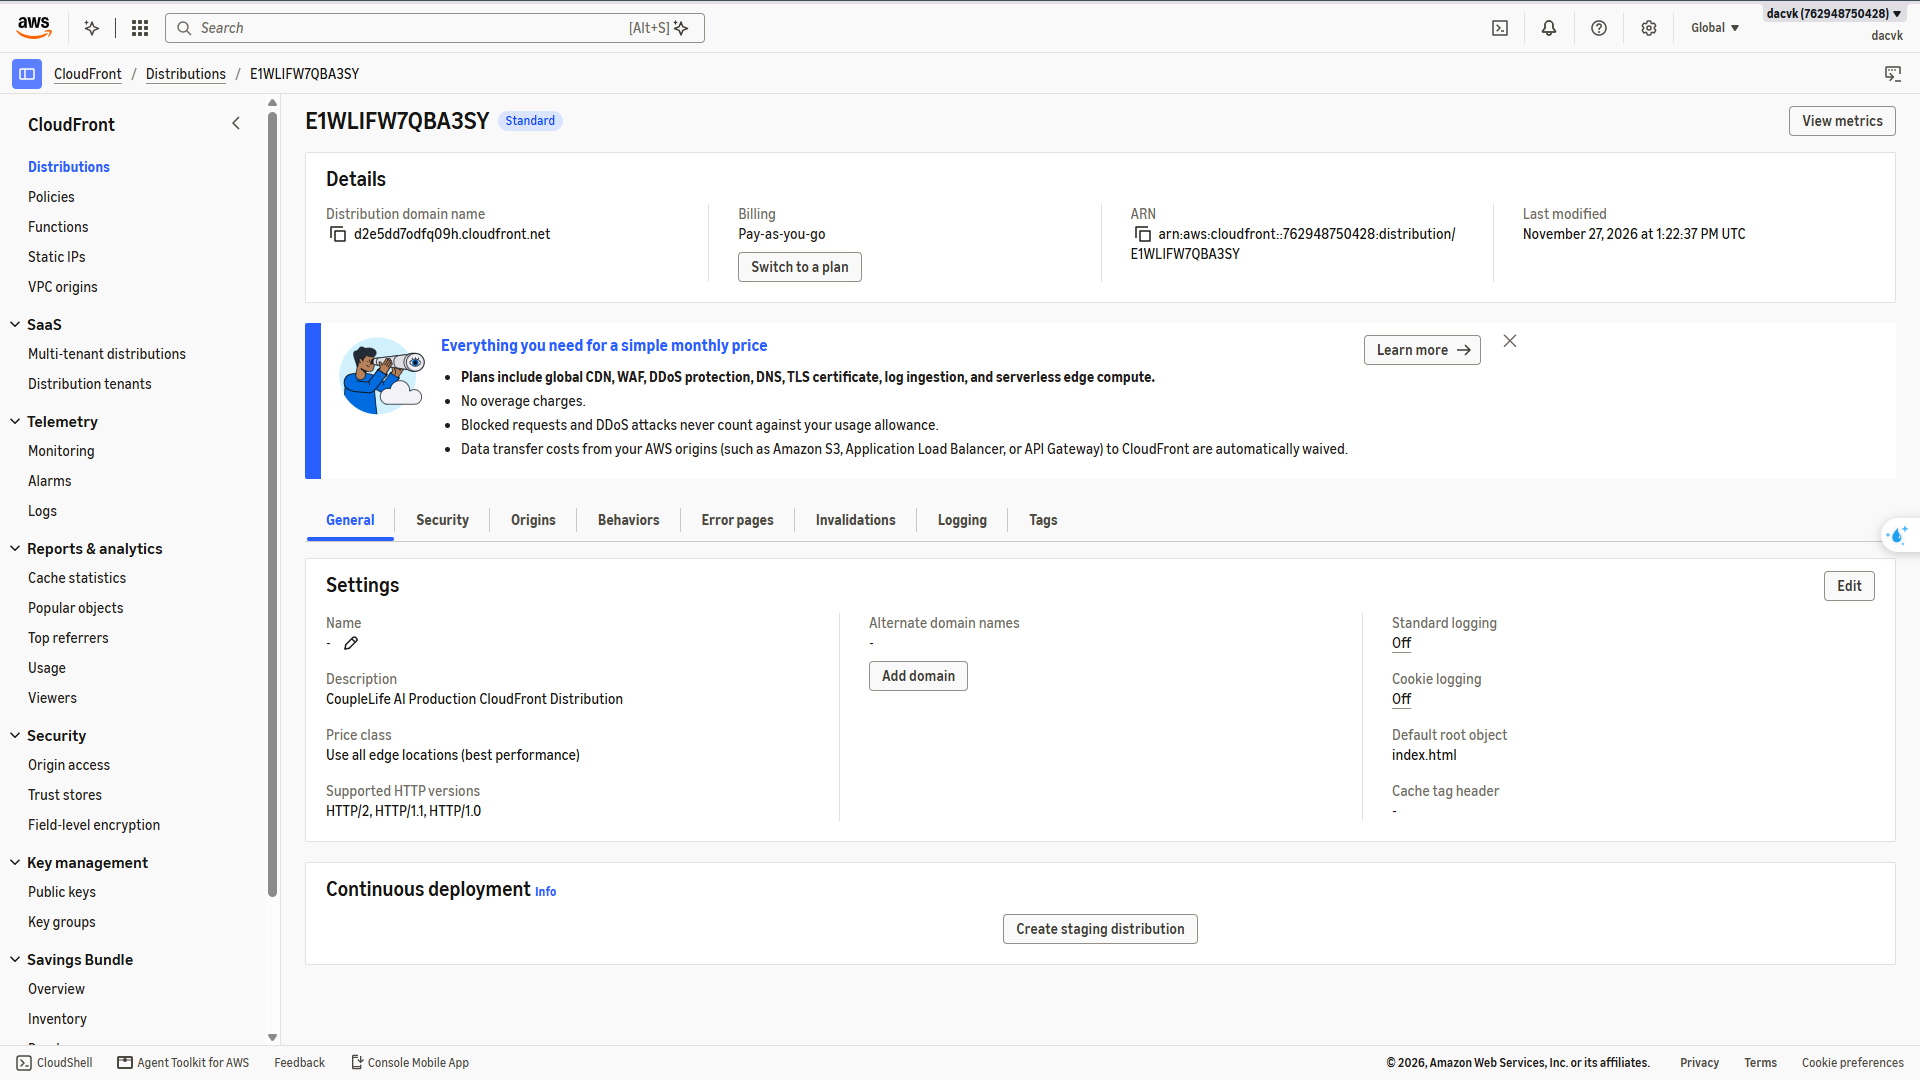 aws
Search
[Alt+S]
Global
dacvk (762948750428)
dacvk
CloudFront / Distributions / E1WLIFW7QBA3SY
CloudFront
Distributions
Policies
Functions
Static IPs
VPC origins
SaaS
Multi-tenant distributions
Distribution tenants
Telemetry
Monitoring
Alarms
Logs
Reports & analytics
Cache statistics
Popular objects
Top referrers
Usage
Viewers
Security
Origin access
Trust stores
Field-level encryption
Key management
Public keys
Key groups
Savings Bundle
Overview
Inventory
E1WLIFW7QBA3SY Standard
View metrics
Details
Distribution domain name
d2e5dd7odfq09h.cloudfront.net
Billing
Pay-as-you-go
Switch to a plan
ARN
arn:aws:cloudfront::762948750428:distribution/
E1WLIFW7QBA3SY
Last modified
November 27, 2026 at 1:22:37 PM UTC
Everything you need for a simple monthly price
• Plans include global CDN, WAF, DDoS protection, DNS, TLS certificate, log ingestion, and serverless edge compute.
• No overage charges.
• Blocked requests and DDoS attacks never count against your usage allowance.
• Data transfer costs from your AWS origins (such as Amazon S3, Application Load Balancer, or API Gateway) to CloudFront are automatically waived.
Learn more
General
Security
Origins
Behaviors
Error pages
Invalidations
Logging
Tags
Settings
Edit
Name
-
Description
CoupleLife AI Production CloudFront Distribution
Price class
Use all edge locations (best performance)
Supported HTTP versions
HTTP/2, HTTP/1.1, HTTP/1.0
Alternate domain names
-
Add domain
Standard logging
Off
Cookie logging
Off
Default root object
index.html
Cache tag header
-
Continuous deployment Info
Create staging distribution
CloudShell
Agent Toolkit for AWS
Feedback
Console Mobile App
© 2026, Amazon Web Services, Inc. or its affiliates.
Privacy
Terms
Cookie preferences